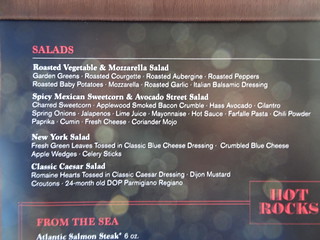 SALADS
Roasted Vegetable & Mozzarella Salad
Garden Greens · Roasted Courgette · Roasted Aubergine · Roasted Peppers
Roasted Baby Potatoes · Mozzarella · Roasted Garlic · Italian Balsamic Dressing
Spicy Mexican Sweetcorn & Avocado Street Salad
Charred Sweetcorn · Applewood Smoked Bacon Crumble · Hass Avocado · Cilantro
Spring Onions · Jalapenos · Lime Juice · Mayonnaise · Hot Sauce · Farfalle Pasta · Chili Powder
Paprika · Cumin · Fresh Cheese · Coriander Mojo
New York Salad
Fresh Green Leaves Tossed in Classic Blue Cheese Dressing · Crumbled Blue Cheese
Apple Wedges · Celery Sticks
Classic Caesar Salad
Romaine Hearts Tossed in Classic Caesar Dressing · Dijon Mustard
Croutons · 24-month old DOP Parmigiano Regiano
HOT
ROCKS
FROM THE SEA
Atlantic Salmon Steak* 6 oz.